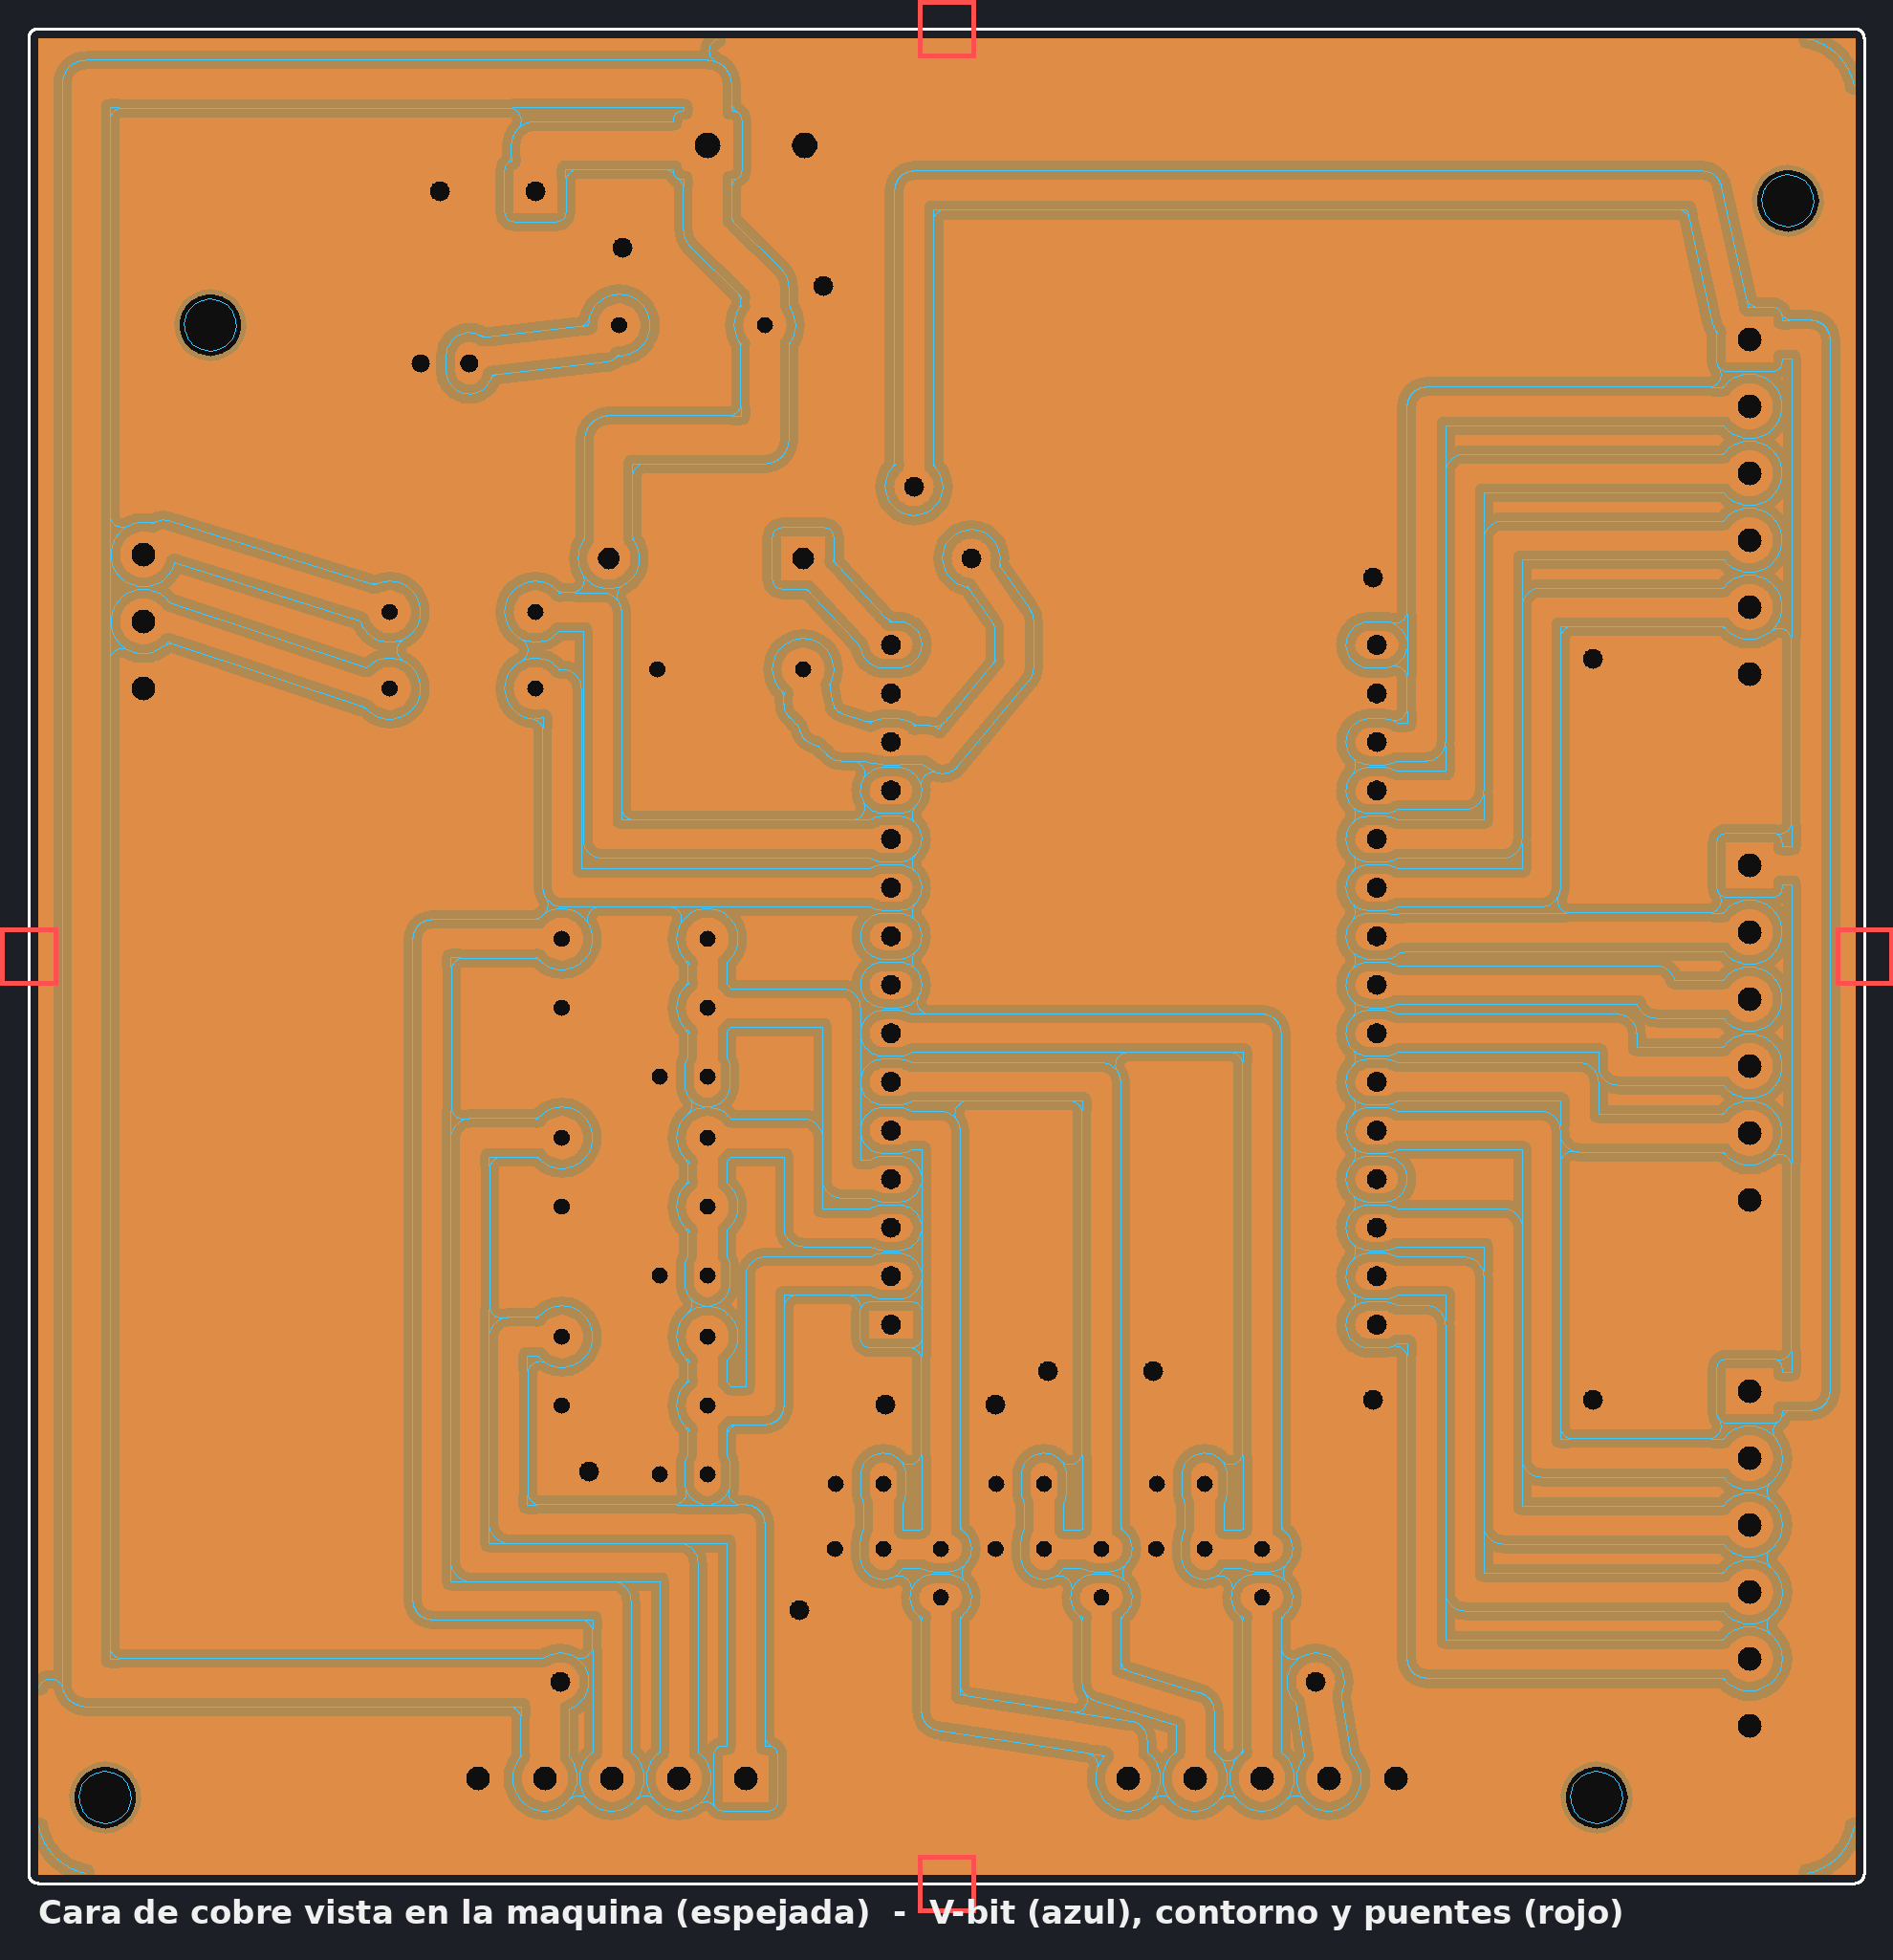 Cara de cobre vista en la maquina (espejada)  -  V-bit (azul), contorno y puentes (rojo)